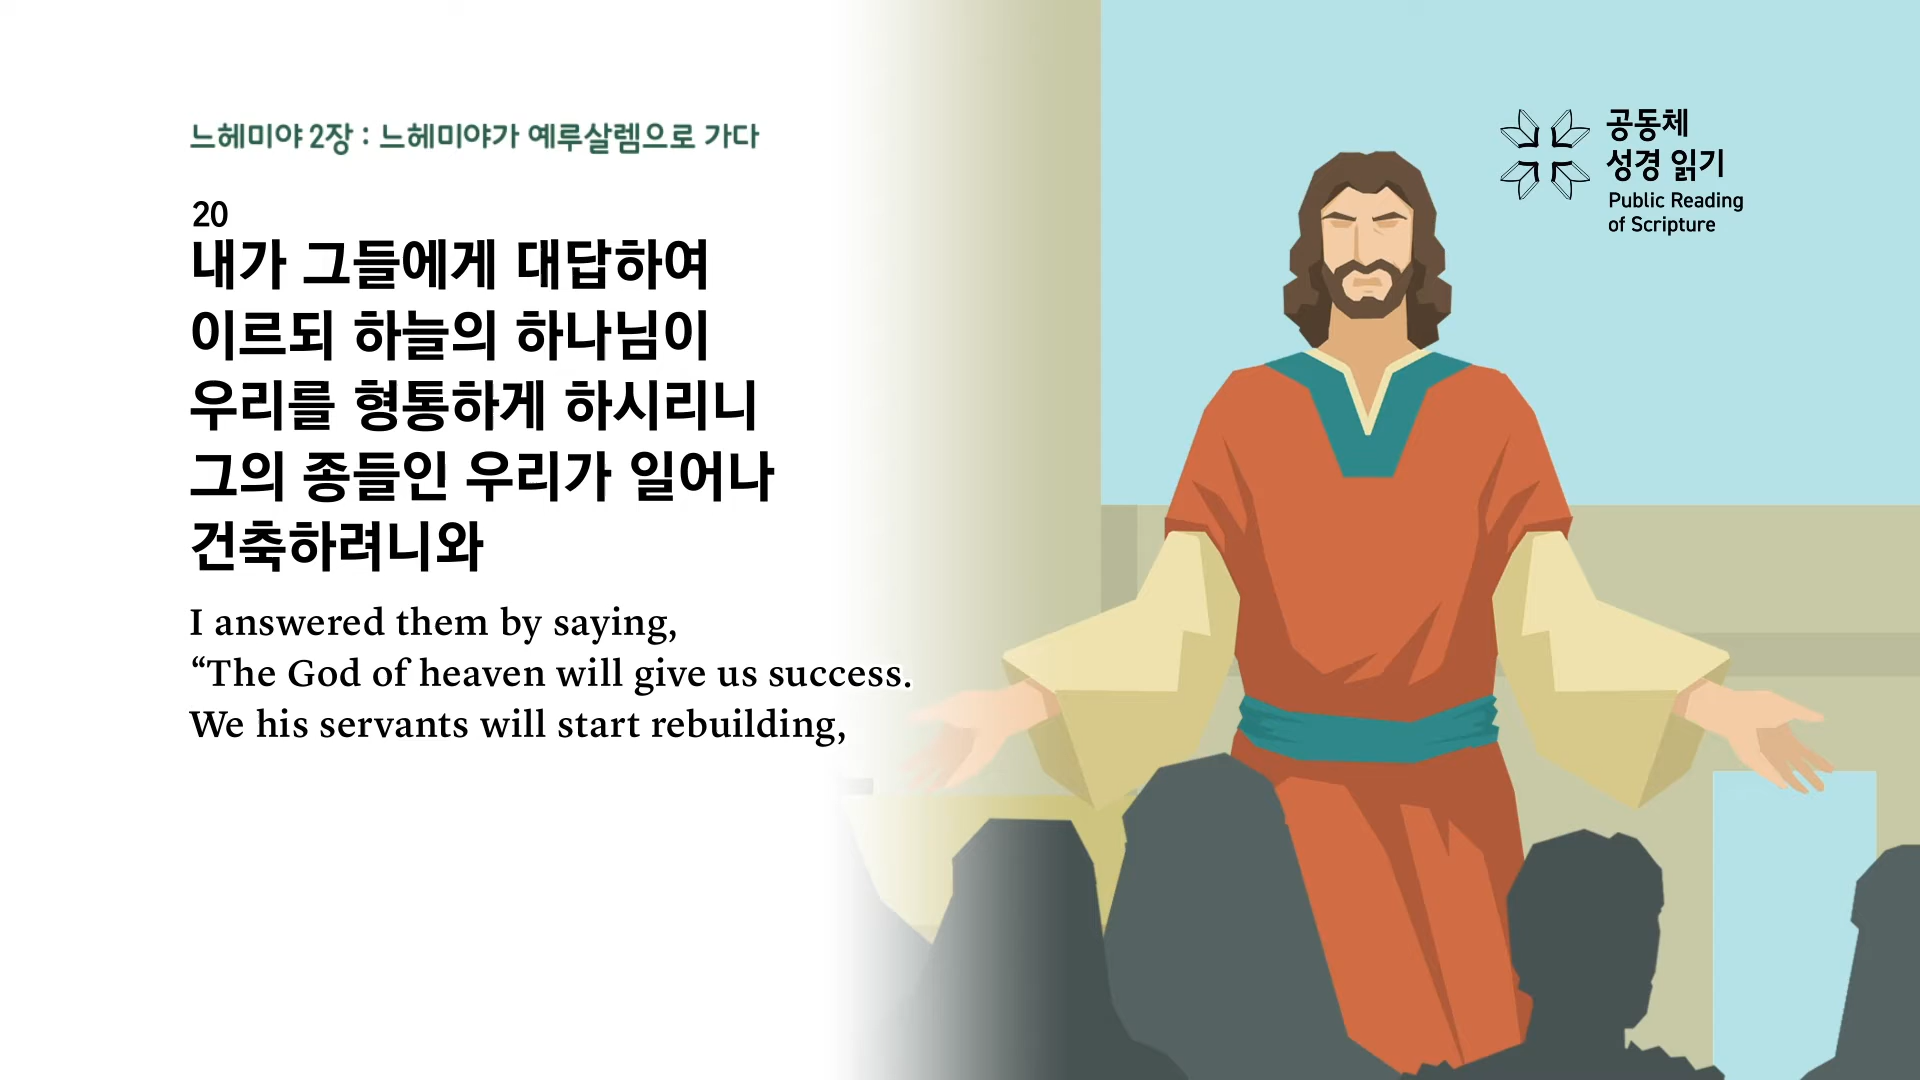 느헤미야 2장 : 느헤미야가 예루살렘으로 가다
20
내가 그들에게 대답하여
이르되 하늘의 하나님이
우리를 형통하게 하시리니
그의 종들인 우리가 일어나
건축하려니와
I answered them by saying,
“The God of heaven will give us success.
We his servants will start rebuilding,
공동체
성경 읽기
Public Reading
of Scripture